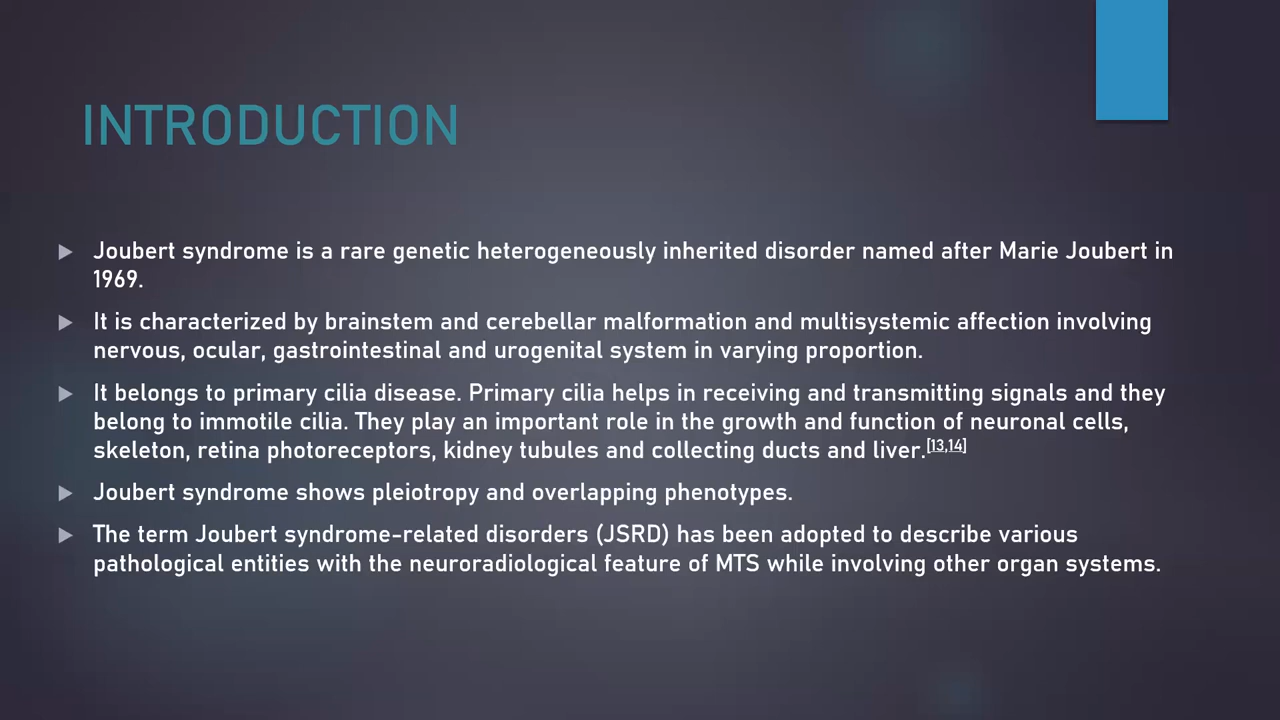 INTRODUCTION
Joubert syndrome is a rare genetic heterogeneously inherited disorder named after Marie Joubert in
1969.
It is characterized by brainstem and cerebellar malformation and multisystemic affection involving
nervous, ocular, gastrointestinal and urogenital system in varying proportion.
It belongs to primary cilia disease. Primary cilia helps in receiving and transmitting signals and they
belong to immotile cilia. They play an important role in the growth and function of neuronal cells,
skeleton, retina photoreceptors, kidney tubules and collecting ducts and liver.[13,14]
Joubert syndrome shows pleiotropy and overlapping phenotypes.
The term Joubert syndrome-related disorders (JSRD) has been adopted to describe various
pathological entities with the neuroradiological feature of MTS while involving other organ systems.